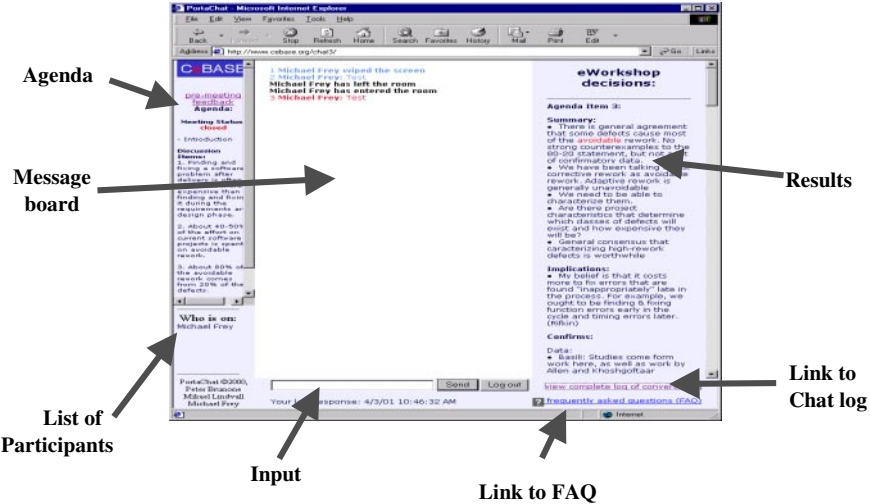 PortaChat - Microsoft Internet Explorer
File Edit View Favorites Tools Help
Back Stop Refresh Home Search Favorites History Mail Print Edit
Address http://www.cebase.org/chat3/ Go Links
CeBASE
pre-meeting
feedback
Agenda:
Meeting Status
closed
- Introduction
Discussion
Items:
1. Finding and
fixing a software
problem after
delivery is often
expensive than
finding and fixin
it during the
requirements an
design phase.
2. About 40-50%
of the effort on
current software
projects is spent
on avoidable
rework.
3. About 80% of
the avoidable
rework comes
from 20% of the
defects.
Who is on:
Michael Frey
PortaChat ©2000,
Mikael Lindvall
Michael Frey
1 Michael Frey wiped the screen
2 Michael Frey: Test
Michael Frey has left the room
Michael Frey has entered the room
3 Michael Frey: Test
Send Log out
Your response: 4/3/01 10:46:32 AM
eWorkshop
decisions:
Agenda Item 3:
Summary:
• There is general agreement
that some defects cause most
of the avoidable rework. No
strong counterexamples to the
80-20 statement, but not
of confirmatory data.
• We have been talking
corrective rework as avoidable
rework. Adaptive rework is
generally unavoidable
• We need to be able to
characterize them.
• Are there project
characteristics that determine
which classes of defects will
exist and how expensive they
will be?
• General consensus that
caracterizing high-rework
defects is worthwhile
Implications:
• My belief is that it costs
more to fix errors that are
found "inappropriately" late in
the process. For example, we
ought to be finding & fixing
function errors early in the
cycle and timing errors later.
(Rifkin)
Confirms:
Data:
• Basili: Studies come form
work here, as well as work by
Allen and Khoshgoftaar
view complete log of conver
frequently asked questions (FAQ)
Internet
Agenda
Message
board
List of
Participants
Input
Link to FAQ
Results
Link to
Chat log